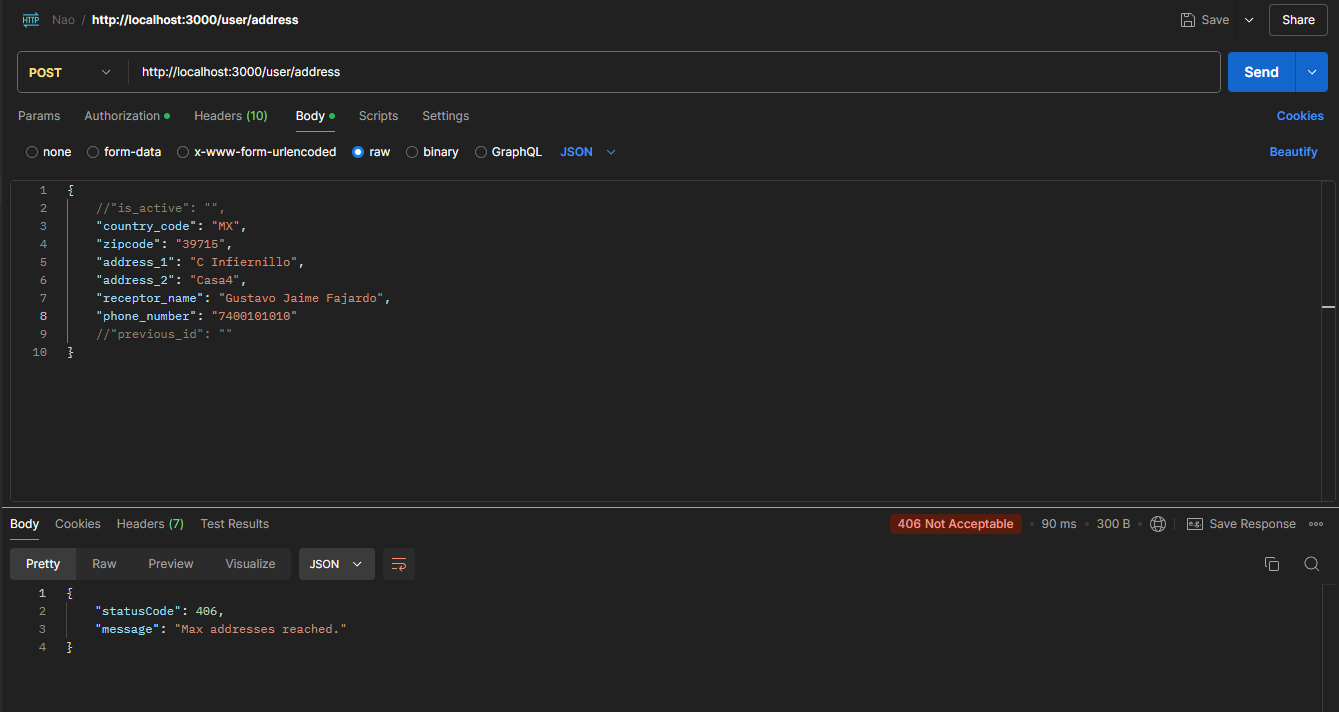 HTTP Nao / http://localhost:3000/user/address Save Share
POST http://localhost:3000/user/address Send
Params Authorization Headers (10) Body Scripts Settings Cookies
none form-data x-www-form-urlencoded raw binary GraphQL JSON Beautify
1 {
2 //"is_active": "",
3 "country_code": "MX",
4 "zipcode": "39715",
5 "address_1": "C Infiernillo",
6 "address_2": "Casa4",
7 "receptor_name": "Gustavo Jaime Fajardo",
8 "phone_number": "7400101010"
9 //"previous_id": ""
10 }
Body Cookies Headers (7) Test Results 406 Not Acceptable 90 ms 300 B e.g. Save Response
Pretty Raw Preview Visualize JSON
1 {
2 "statusCode": 406,
3 "message": "Max addresses reached."
4 }